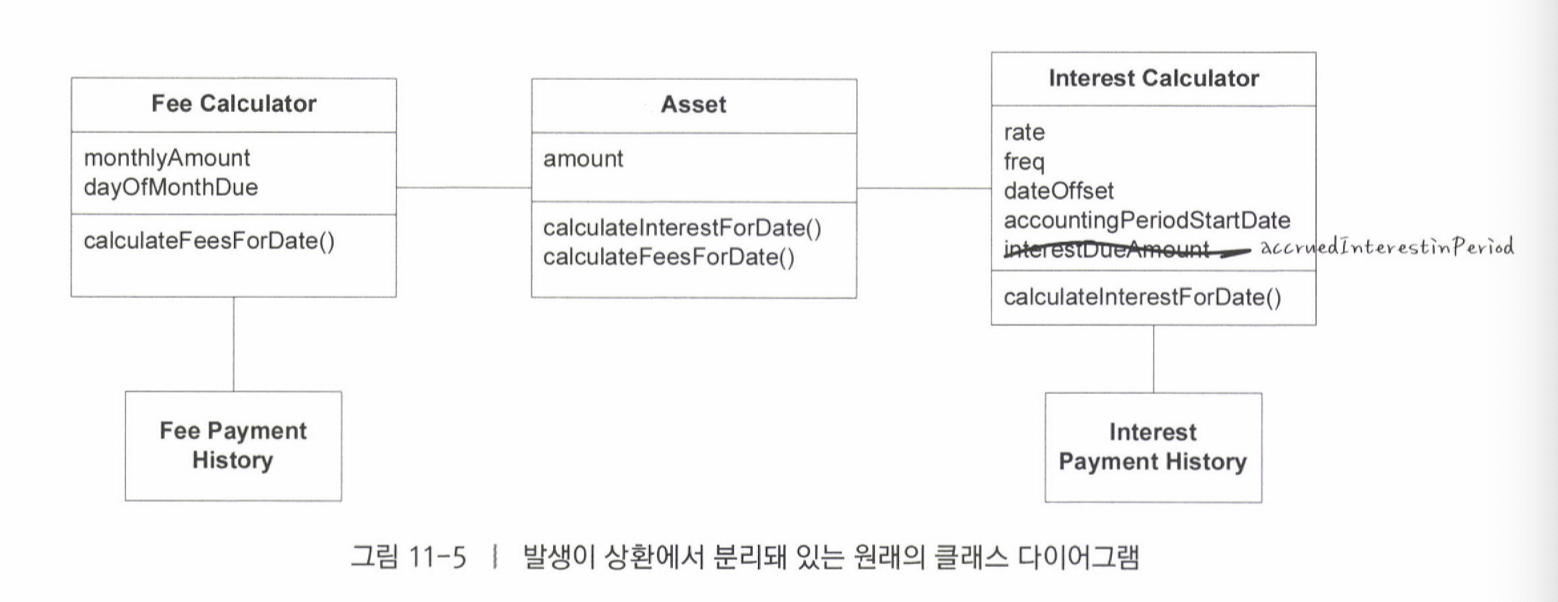 Fee Calculator
monthlyAmount
dayOfMonthDue
calculateFeesForDate()
Fee Payment
History
Asset
amount
calculateInterestForDate()
calculateFeesForDate()
Interest Calculator
rate
freq
dateOffset
accountingPeriodStartDate
interestDueAmount accruedInterestinPeriod
calculateInterestForDate()
Interest
Payment History
그림 11-5 | 발생이 상환에서 분리돼 있는 원래의 클래스 다이어그램